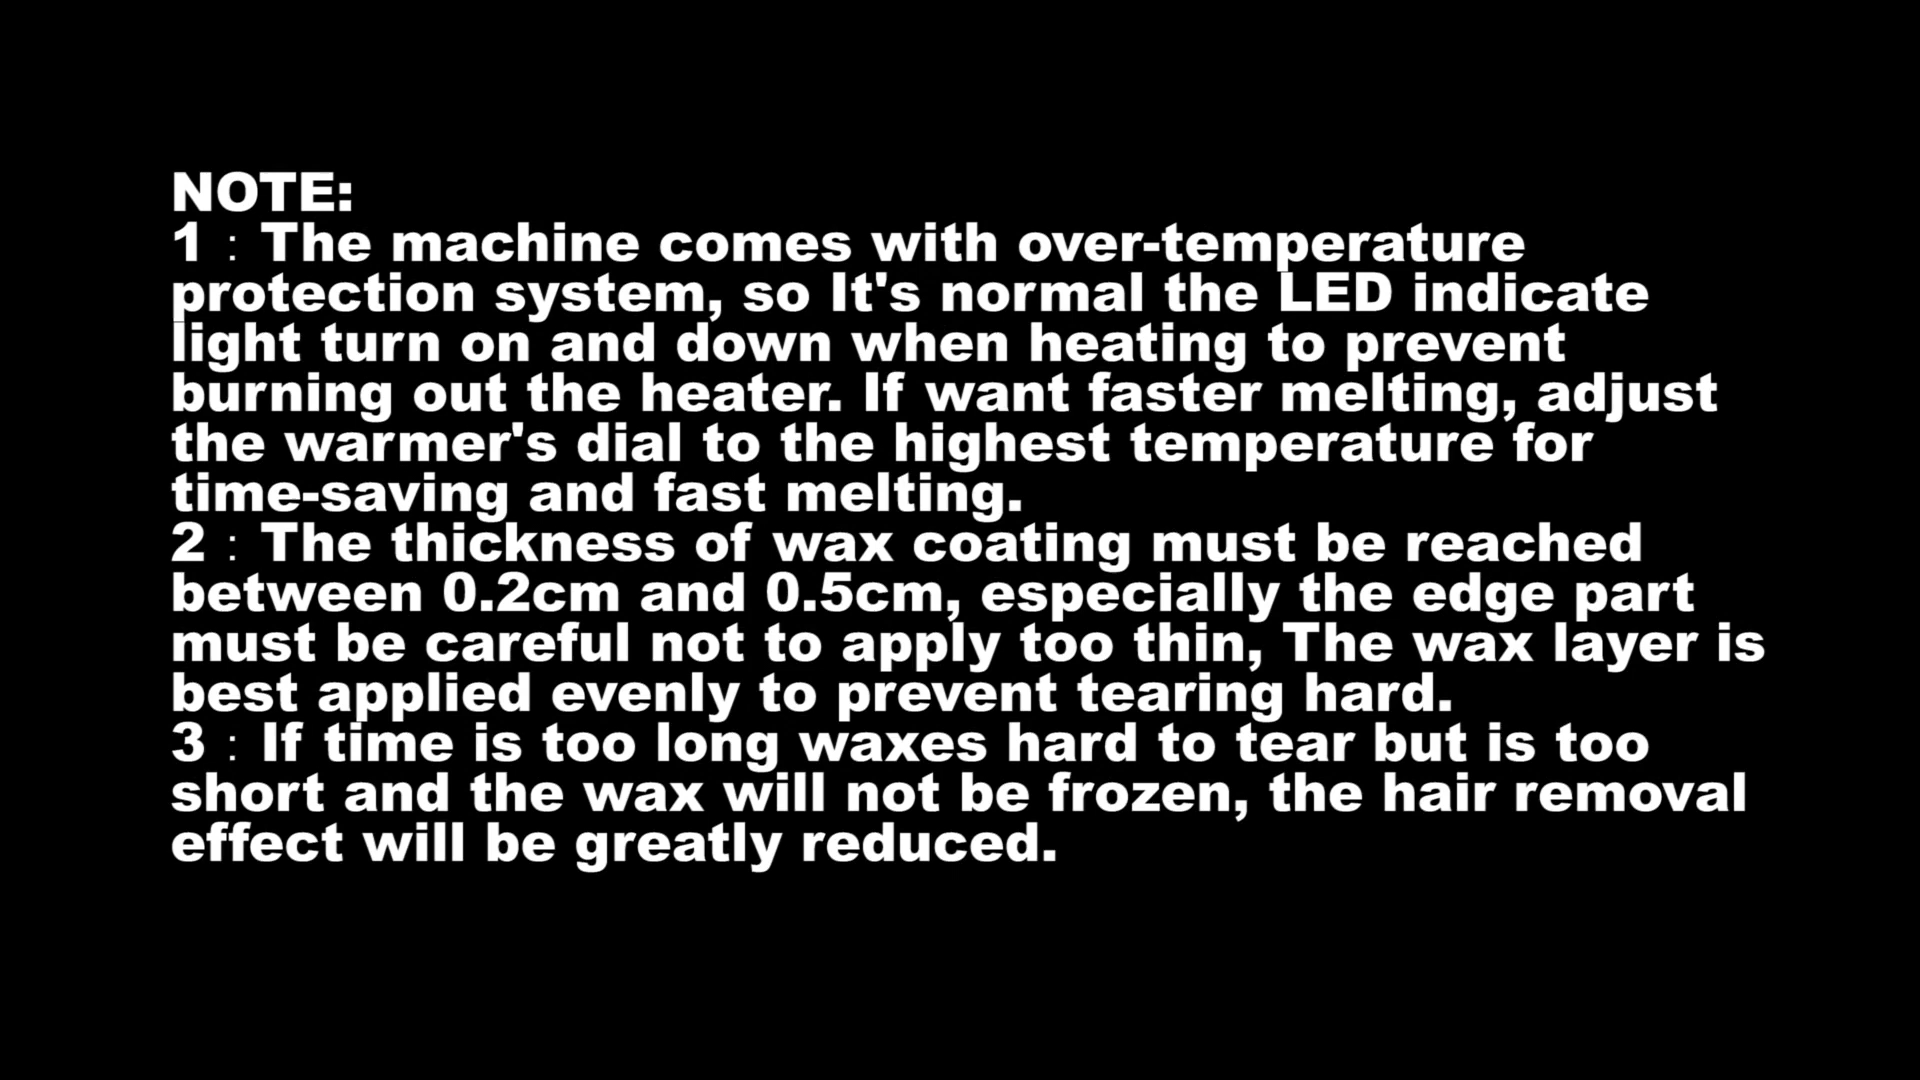 NOTE:
1 : The machine comes with over-temperature
protection system, so It's normal the LED indicate
light turn on and down when heating to prevent
burning out the heater. If want faster melting, adjust
the warmer's dial to the highest temperature for
time-saving and fast melting.
2 : The thickness of wax coating must be reached
between 0.2cm and 0.5cm, especially the edge part
must be careful not to apply too thin, The wax layer is
best applied evenly to prevent tearing hard.
3 : If time is too long waxes hard to tear but is too
short and the wax will not be frozen, the hair removal
effect will be greatly reduced.